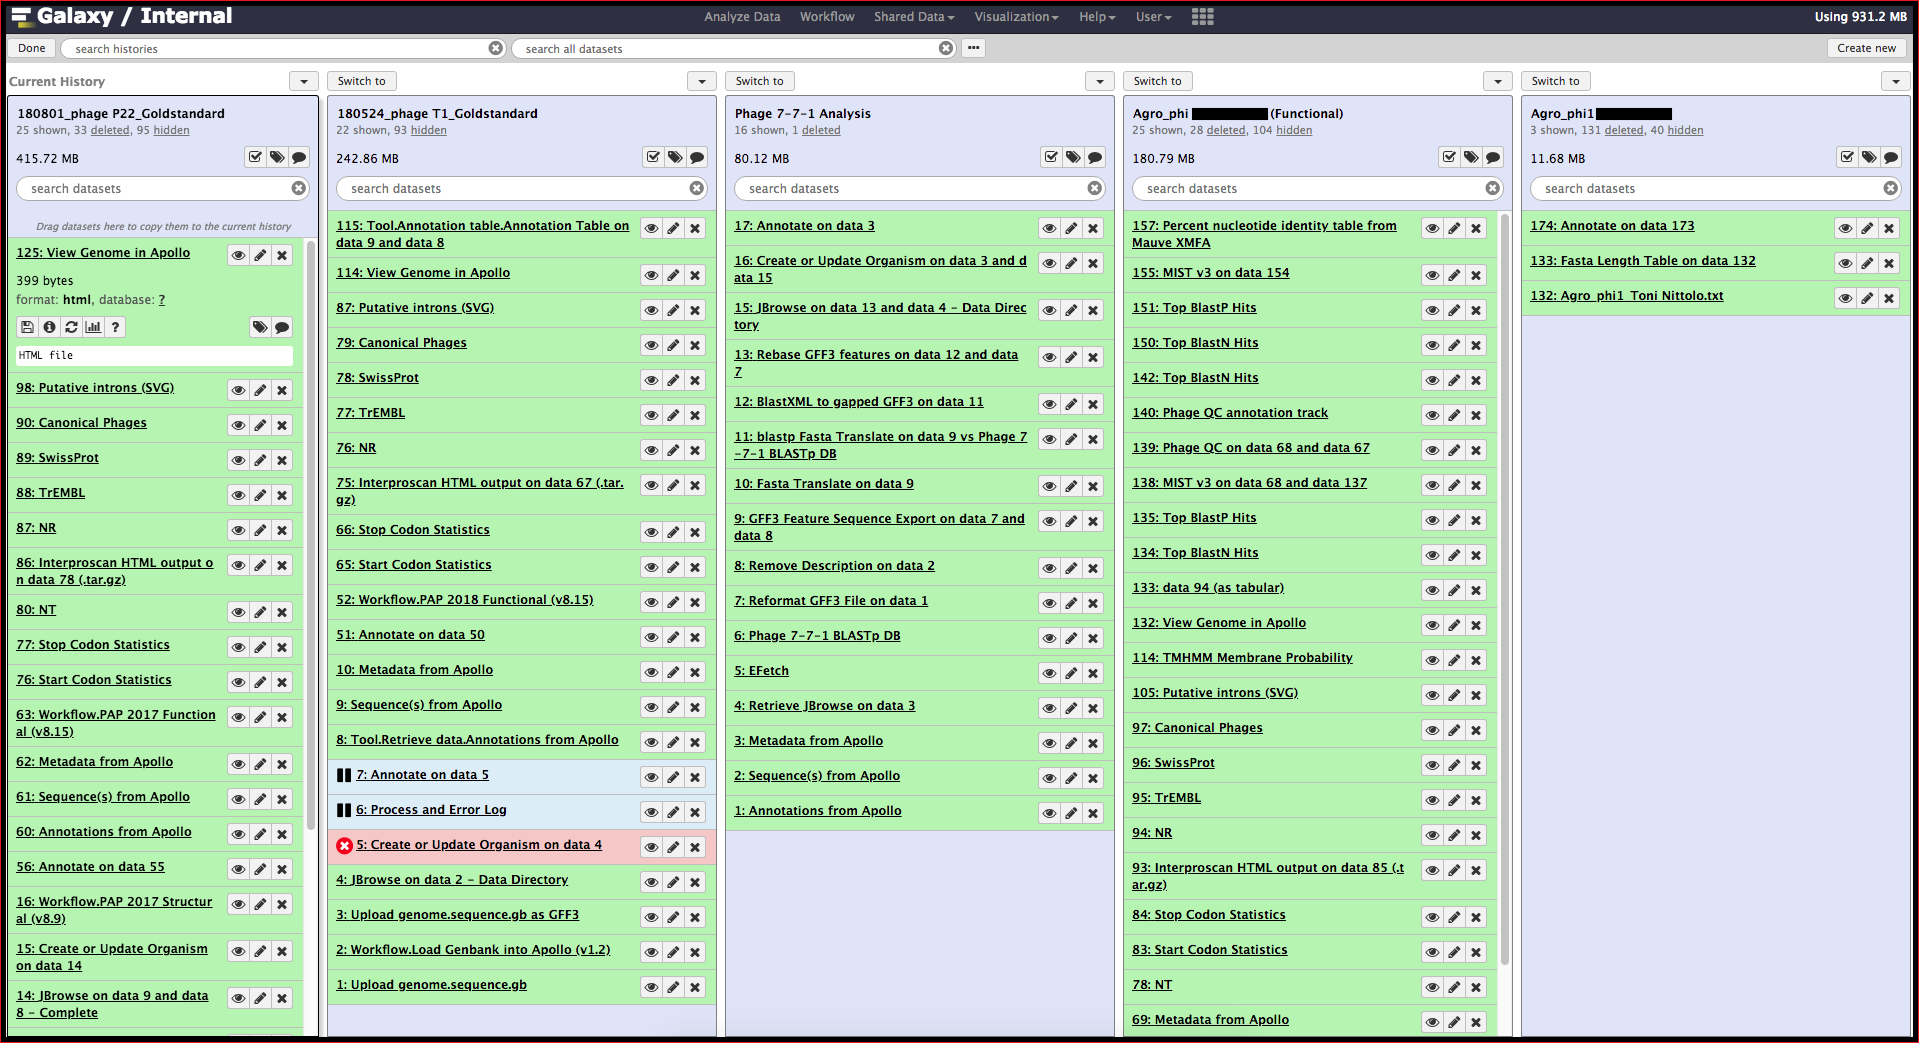 Galaxy / Internal
Analyze Data Workflow Shared Data Visualization Help User
Using 931.2 MB
Done
search histories
search all datasets
...
Create new
Current History
180801_phage P22_Goldstandard
25 shown, 33 deleted, 95 hidden
415.72 MB
search datasets
Drag datasets here to copy them to the current history
125: View Genome in Apollo
399 bytes
format: html, database: ?
?
HTML file
98: Putative introns (SVG)
90: Canonical Phages
89: SwissProt
88: TrEMBL
87: NR
86: Interproscan HTML output o
n data 78 (.tar.gz)
80: NT
77: Stop Codon Statistics
76: Start Codon Statistics
63: Workflow.PAP 2017 Function
al (v8.15)
62: Metadata from Apollo
61: Sequence(s) from Apollo
60: Annotations from Apollo
56: Annotate on data 55
16: Workflow.PAP 2017 Structur
al (v8.9)
15: Create or Update Organism
on data 14
14: JBrowse on data 9 and data
8 - Complete
Switch to
180524_phage T1_Goldstandard
22 shown, 93 hidden
242.86 MB
search datasets
115: Tool.Annotation table.Annotation Table on
data 9 and data 8
114: View Genome in Apollo
87: Putative introns (SVG)
79: Canonical Phages
78: SwissProt
77: TrEMBL
76: NR
75: Interproscan HTML output on data 67 (.tar.
gz)
66: Stop Codon Statistics
65: Start Codon Statistics
52: Workflow.PAP 2018 Functional (v8.15)
51: Annotate on data 50
10: Metadata from Apollo
9: Sequence(s) from Apollo
8: Tool.Retrieve data.Annotations from Apollo
7: Annotate on data 5
6: Process and Error Log
5: Create or Update Organism on data 4
4: JBrowse on data 2 - Data Directory
3: Upload genome.sequence.gb as GFF3
2: Workflow.Load Genbank into Apollo (v1.2)
1: Upload genome.sequence.gb
Switch to
Phage 7-7-1 Analysis
16 shown, 1 deleted
80.12 MB
search datasets
17: Annotate on data 3
16: Create or Update Organism on data 3 and d
ata 15
15: JBrowse on data 13 and data 4 - Data Direc
tory
13: Rebase GFF3 features on data 12 and data
7
12: BlastXML to gapped GFF3 on data 11
11: blastp Fasta Translate on data 9 vs Phage 7
-7-1 BLASTp DB
10: Fasta Translate on data 9
9: GFF3 Feature Sequence Export on data 7 and
data 8
8: Remove Description on data 2
7: Reformat GFF3 File on data 1
6: Phage 7-7-1 BLASTp DB
5: EFetch
4: Retrieve JBrowse on data 3
3: Metadata from Apollo
2: Sequence(s) from Apollo
1: Annotations from Apollo
Switch to
Agro_phi (Functional)
25 shown, 28 deleted, 104 hidden
180.79 MB
search datasets
157: Percent nucleotide identity table from
Mauve XMFA
155: MIST v3 on data 154
151: Top BlastP Hits
150: Top BlastN Hits
142: Top BlastN Hits
140: Phage QC annotation track
139: Phage QC on data 68 and data 67
138: MIST v3 on data 68 and data 137
135: Top BlastP Hits
134: Top BlastN Hits
133: data 94 (as tabular)
132: View Genome in Apollo
114: TMHMM Membrane Probability
105: Putative introns (SVG)
97: Canonical Phages
96: SwissProt
95: TrEMBL
94: NR
93: Interproscan HTML output on data 85 (.t
ar.gz)
84: Stop Codon Statistics
83: Start Codon Statistics
78: NT
69: Metadata from Apollo
Switch to
Agro_phi1
3 shown, 131 deleted, 40 hidden
11.68 MB
search datasets
174: Annotate on data 173
133: Fasta Length Table on data 132
132: Agro_phi1_Toni Nittolo.txt